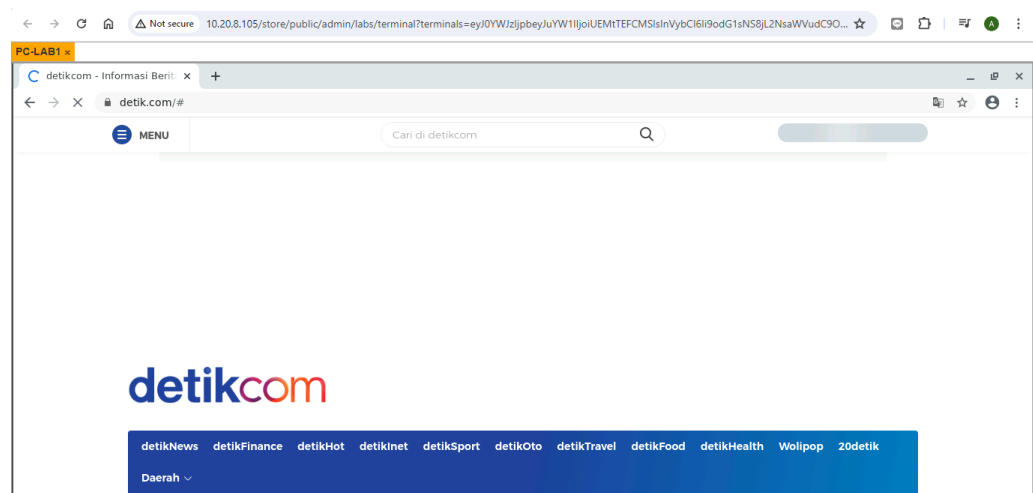 Not secure 10.20.8.105/store/public/admin/labs/terminal?terminals=eyJ0YWJzIjpbeyJuYW1lIjoiUEMtTEFCMSIsInVybCI6Ii9odG1sNS8jL2NsaWVudC9O...
A
PC-LAB1 ×
detikcom - Informasi Berit
detik.com/#
MENU
Cari di detikcom
detikcom
detikNews detikFinance detikHot detikInet detikSport detikOto detikTravel detikFood detikHealth Wolipop 20detik
Daerah